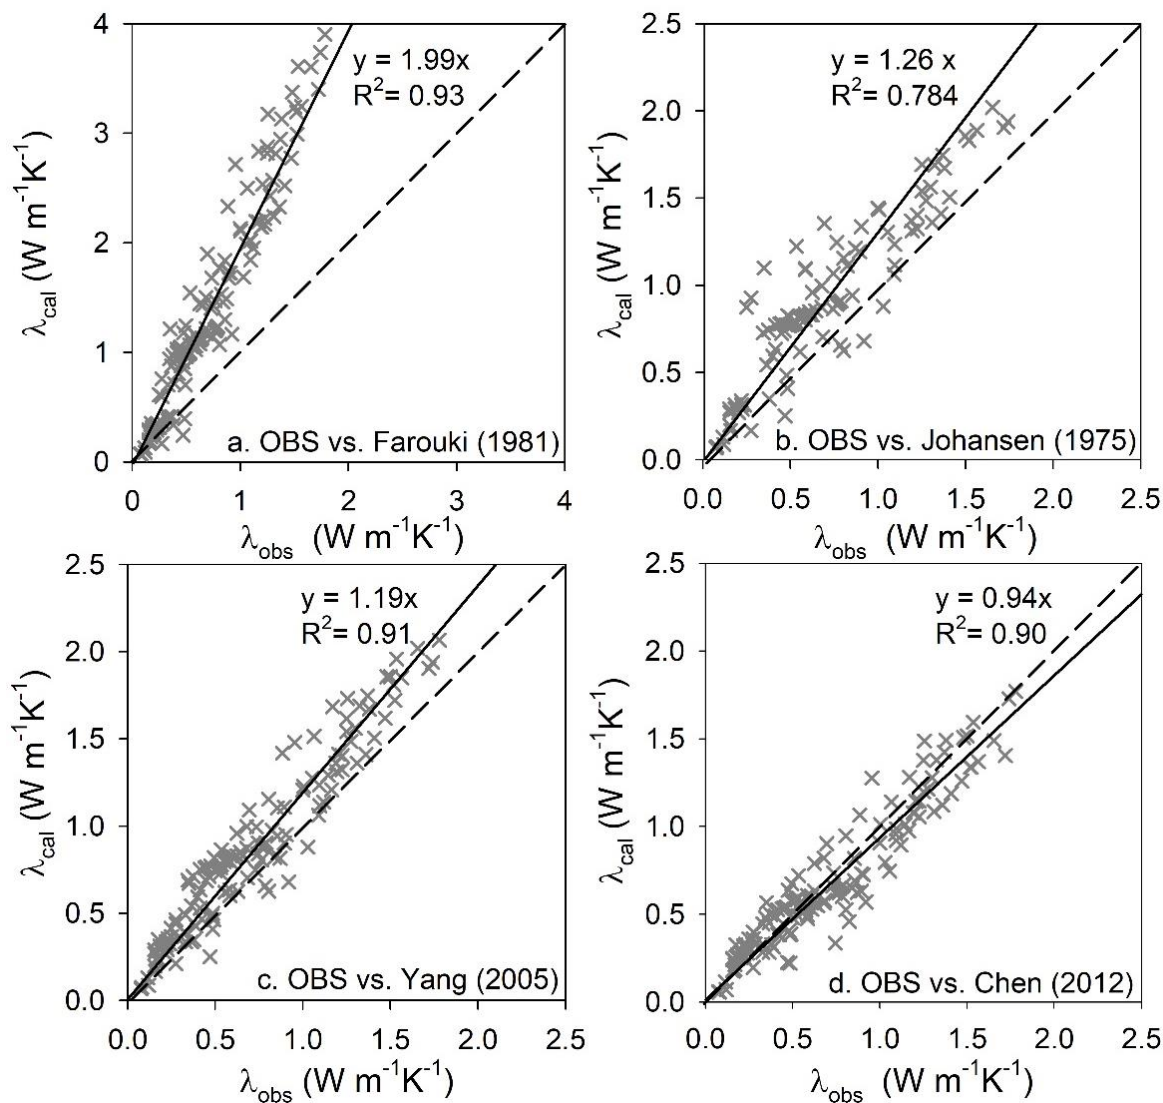 4
3
2
1
0
λcal (W m-1K-1)
y = 1.99x
R2= 0.93
a. OBS vs. Farouki (1981)
0 1 2 3 4
λobs (W m-1K-1)
2.5
2.0
1.5
1.0
0.5
0.0
λcal (W m-1K-1)
y = 1.26 x
R2= 0.784
b. OBS vs. Johansen (1975)
0.0 0.5 1.0 1.5 2.0 2.5
λobs (W m-1K-1)
2.5
2.0
1.5
1.0
0.5
0.0
λcal (W m-1K-1)
y = 1.19x
R2= 0.91
c. OBS vs. Yang (2005)
0.0 0.5 1.0 1.5 2.0 2.5
λobs (W m-1K-1)
2.5
2.0
1.5
1.0
0.5
0.0
λcal (W m-1K-1)
y = 0.94x
R2= 0.90
d. OBS vs. Chen (2012)
0.0 0.5 1.0 1.5 2.0 2.5
λobs (W m-1K-1)